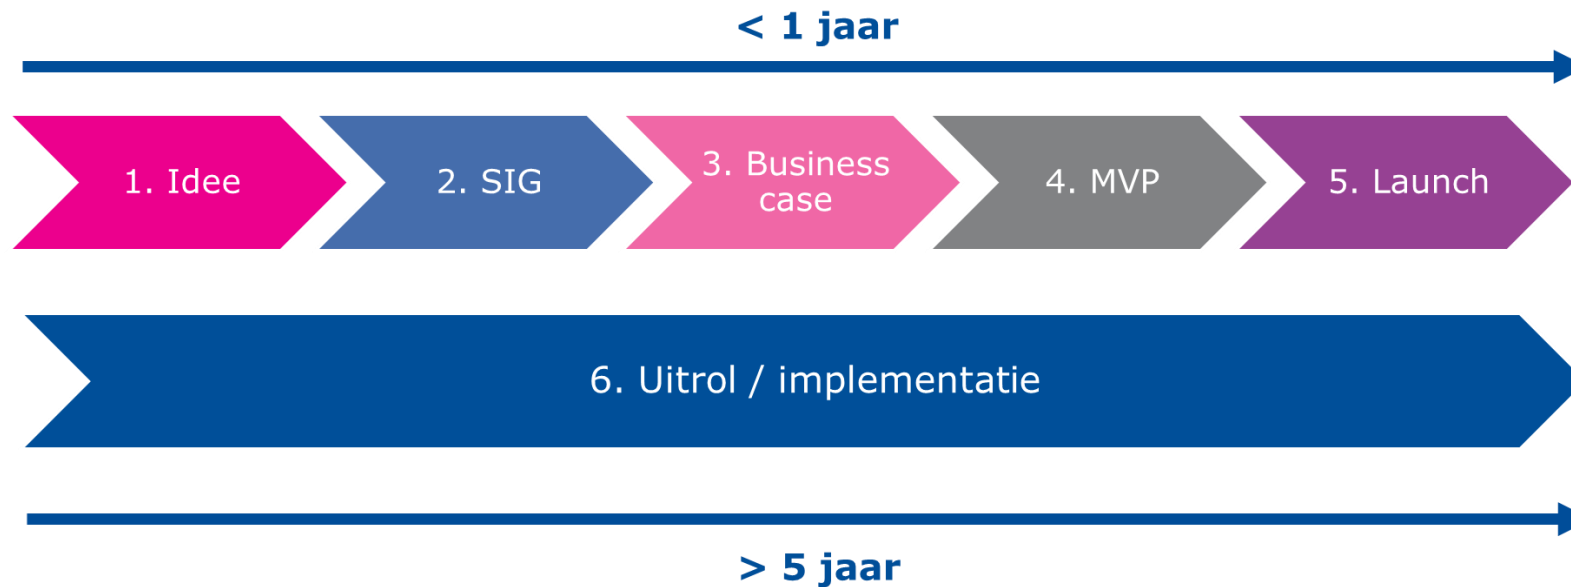 < 1 jaar
1. Idee
2. SIG
3. Business
case
4. MVP
5. Launch
6. Uitrol / implementatie
> 5 jaar